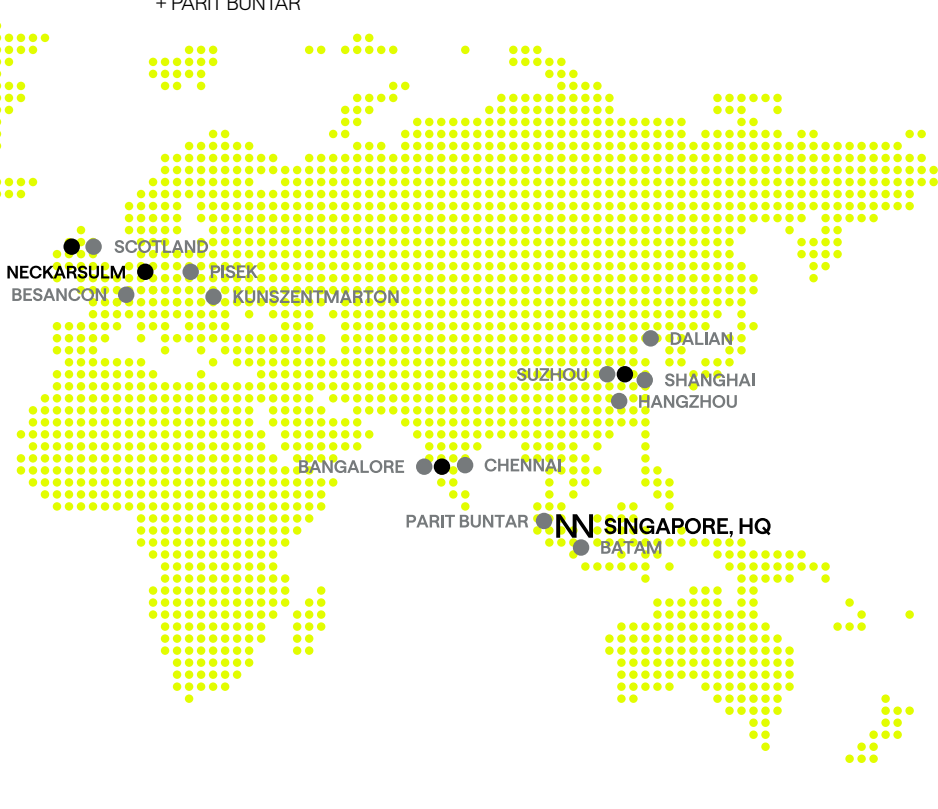 + PARIT BUNTAR
SCOTLAND
NECKARSULM
PISEK
BESANCON
KUNSZENTMARTON
DALIAN
SUZHOU
SHANGHAI
HANGZHOU
BANGALORE
CHENNAI
PARIT BUNTAR
SINGAPORE, HQ
BATAM